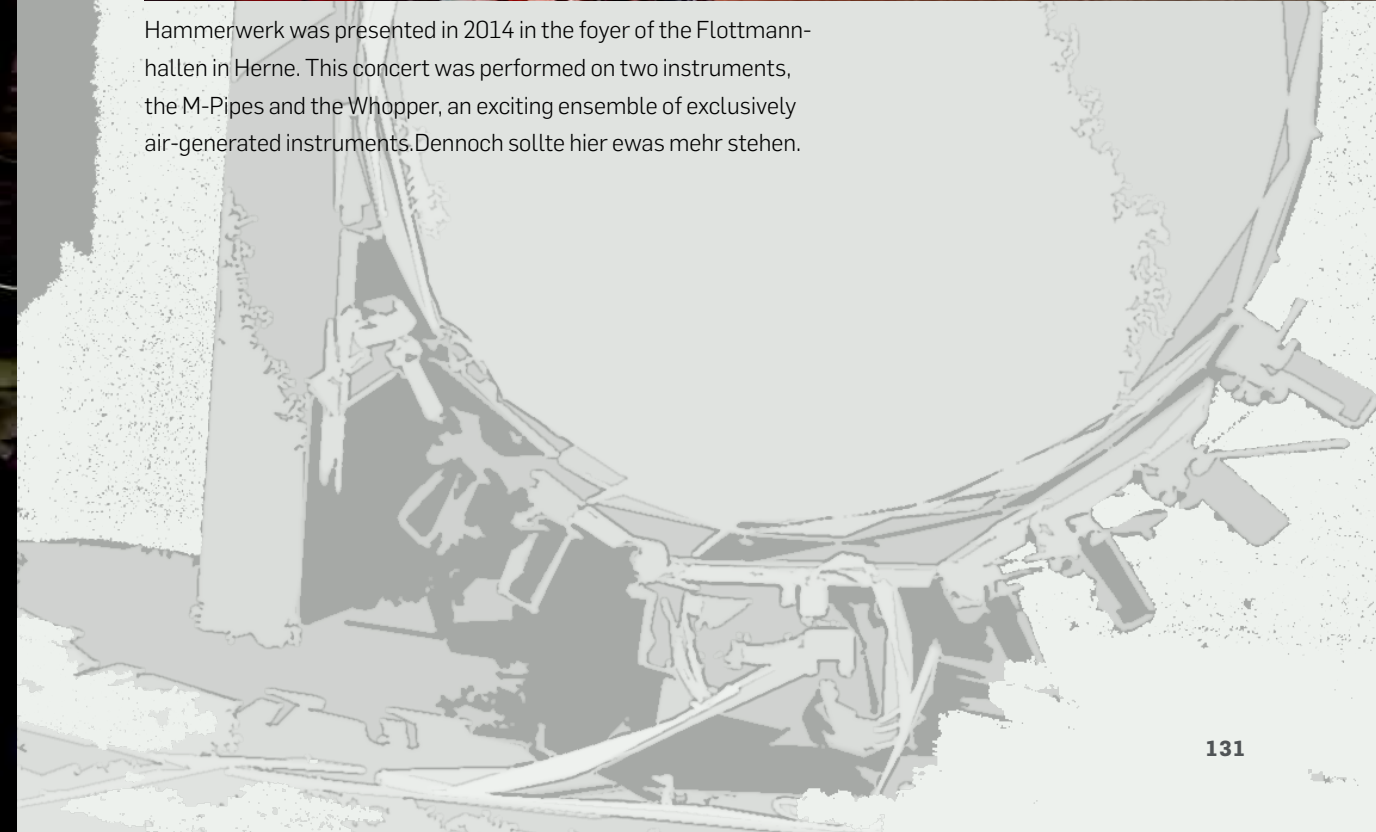 Hammerwerk was presented in 2014 in the foyer of the Flottmann-
hallen in Herne. This concert was performed on two instruments,
the M-Pipes and the Whopper, an exciting ensemble of exclusively
air-generated instruments.Dennoch sollte hier ewas mehr stehen.
131